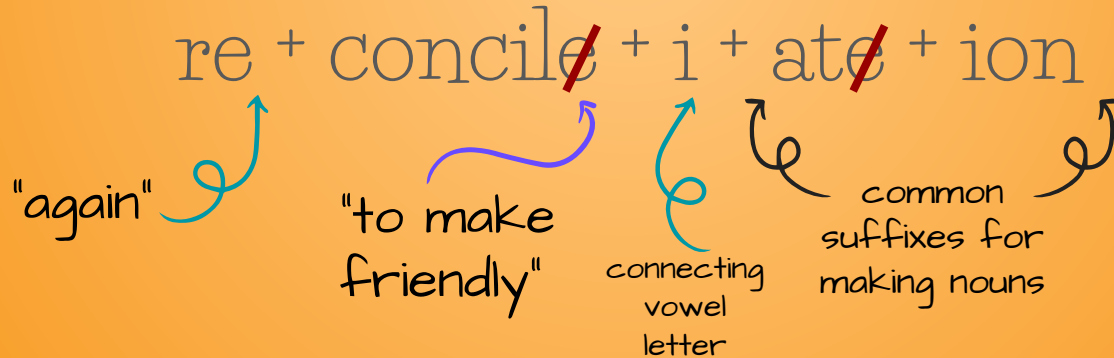 re + concile + i + ate + ion
"again"
"to make
friendly"
connecting
vowel
letter
common
suffixes for
making nouns